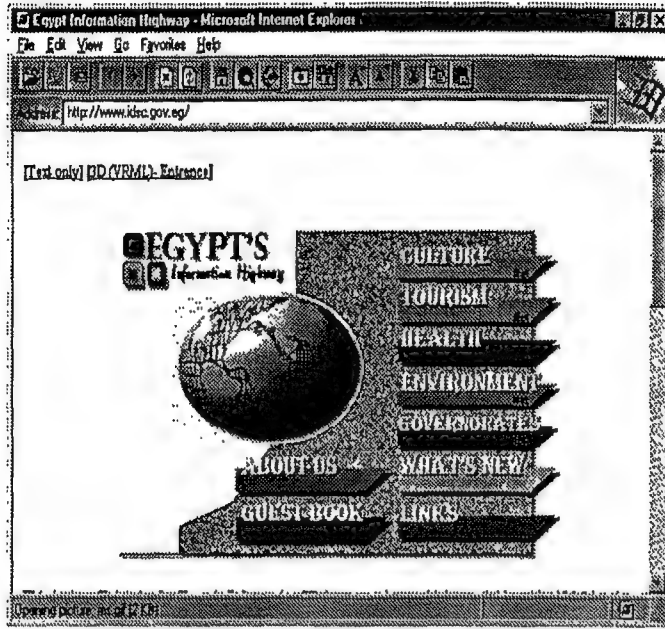 Egypt Information Highway - Microsoft Internet Explorer
File Edit View Go Favorites Help
Address: http://www.idsc.gov.eg/
[Text only] [3D (VRML)- Entrance]
EGYPT'S
Information Highway
CULTURE
TOURISM
HEALTH
ENVIRONMENT
GOVERNORATES
ABOUT US
WHAT'S NEW
GUEST-BOOK
LINKS
Opening picture: